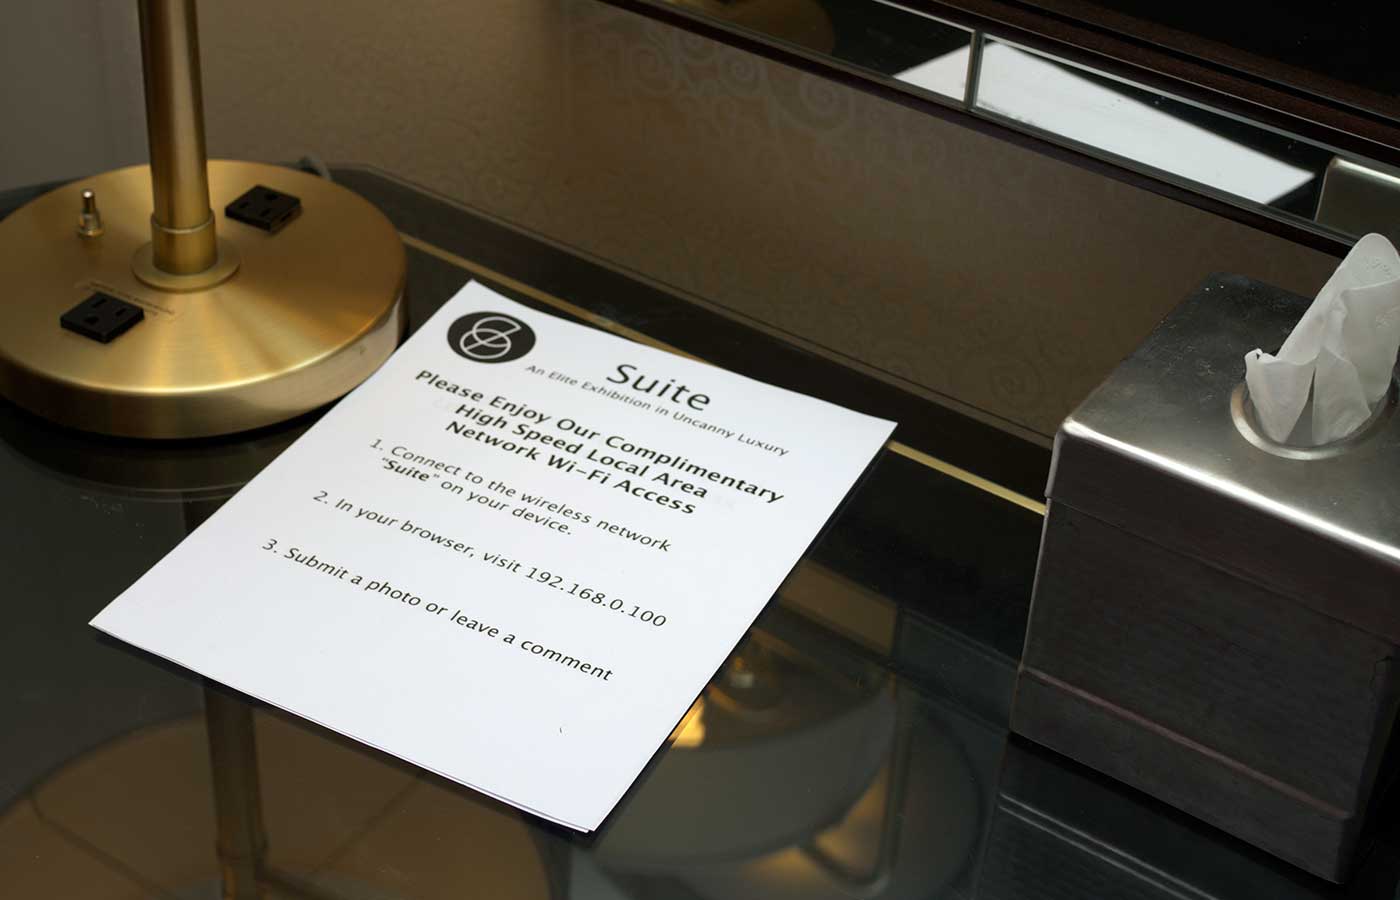 Suite
An Elite Exhibition in Uncanny Luxury
Please Enjoy Our Complimentary
High Speed Local Area
Network Wi-Fi Access
1. Connect to the wireless network
"Suite" on your device.
2. In your browser, visit 192.168.0.100
3. Submit a photo or leave a comment